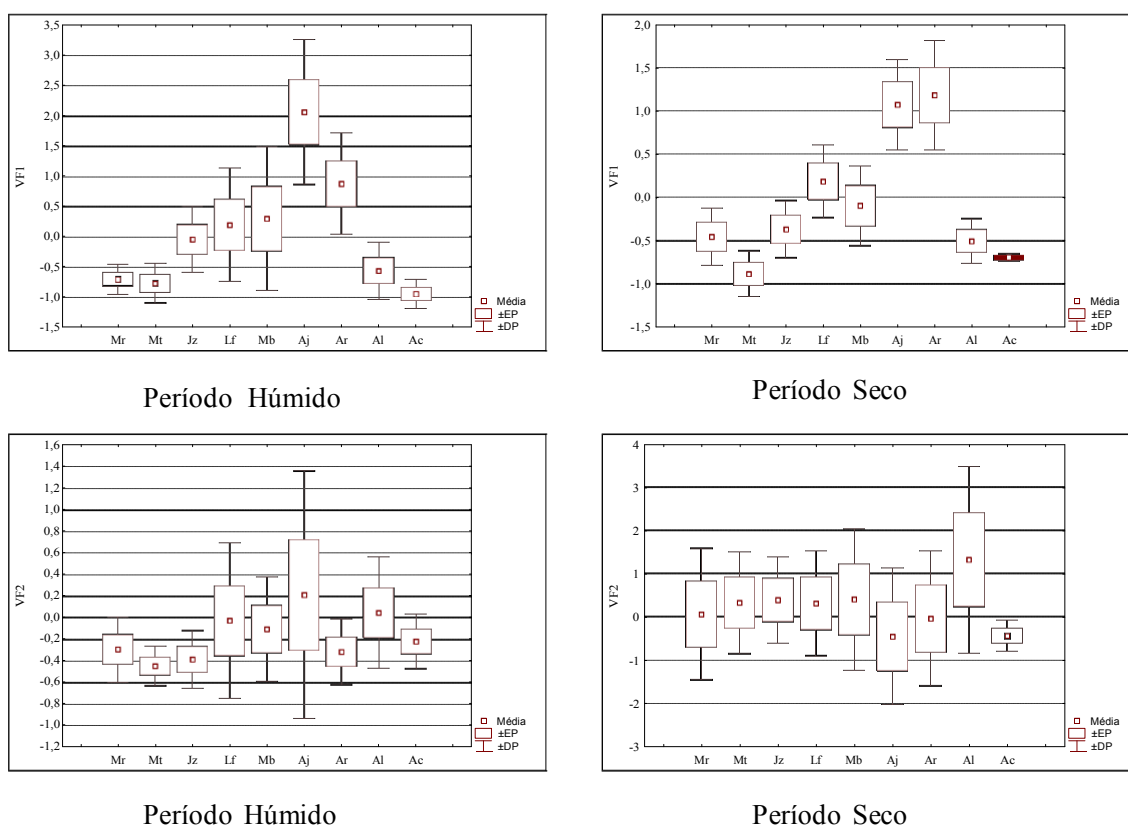 3,5
3,0
2,5
2,0
1,5
1,0
0,5
0,0
-0,5
-1,0
-1,5
VF1
Mr Mt Jz Lf Mb Aj Ar Al Ac
Média
±EP
±DP
Período Húmido
2,0
1,5
1,0
0,5
0,0
-0,5
-1,0
-1,5
VF1
Mr Mt Jz Lf Mb Aj Ar Al Ac
Média
±EP
±DP
Período Seco
1,6
1,4
1,2
1,0
0,8
0,6
0,4
0,2
0,0
-0,2
-0,4
-0,6
-0,8
-1,0
-1,2
VF2
Mr Mt Jz Lf Mb Aj Ar Al Ac
Média
±EP
±DP
Período Húmido
4
3
2
1
0
-1
-2
-3
VF2
Mr Mt Jz Lf Mb Aj Ar Al Ac
Média
±EP
±DP
Período Seco